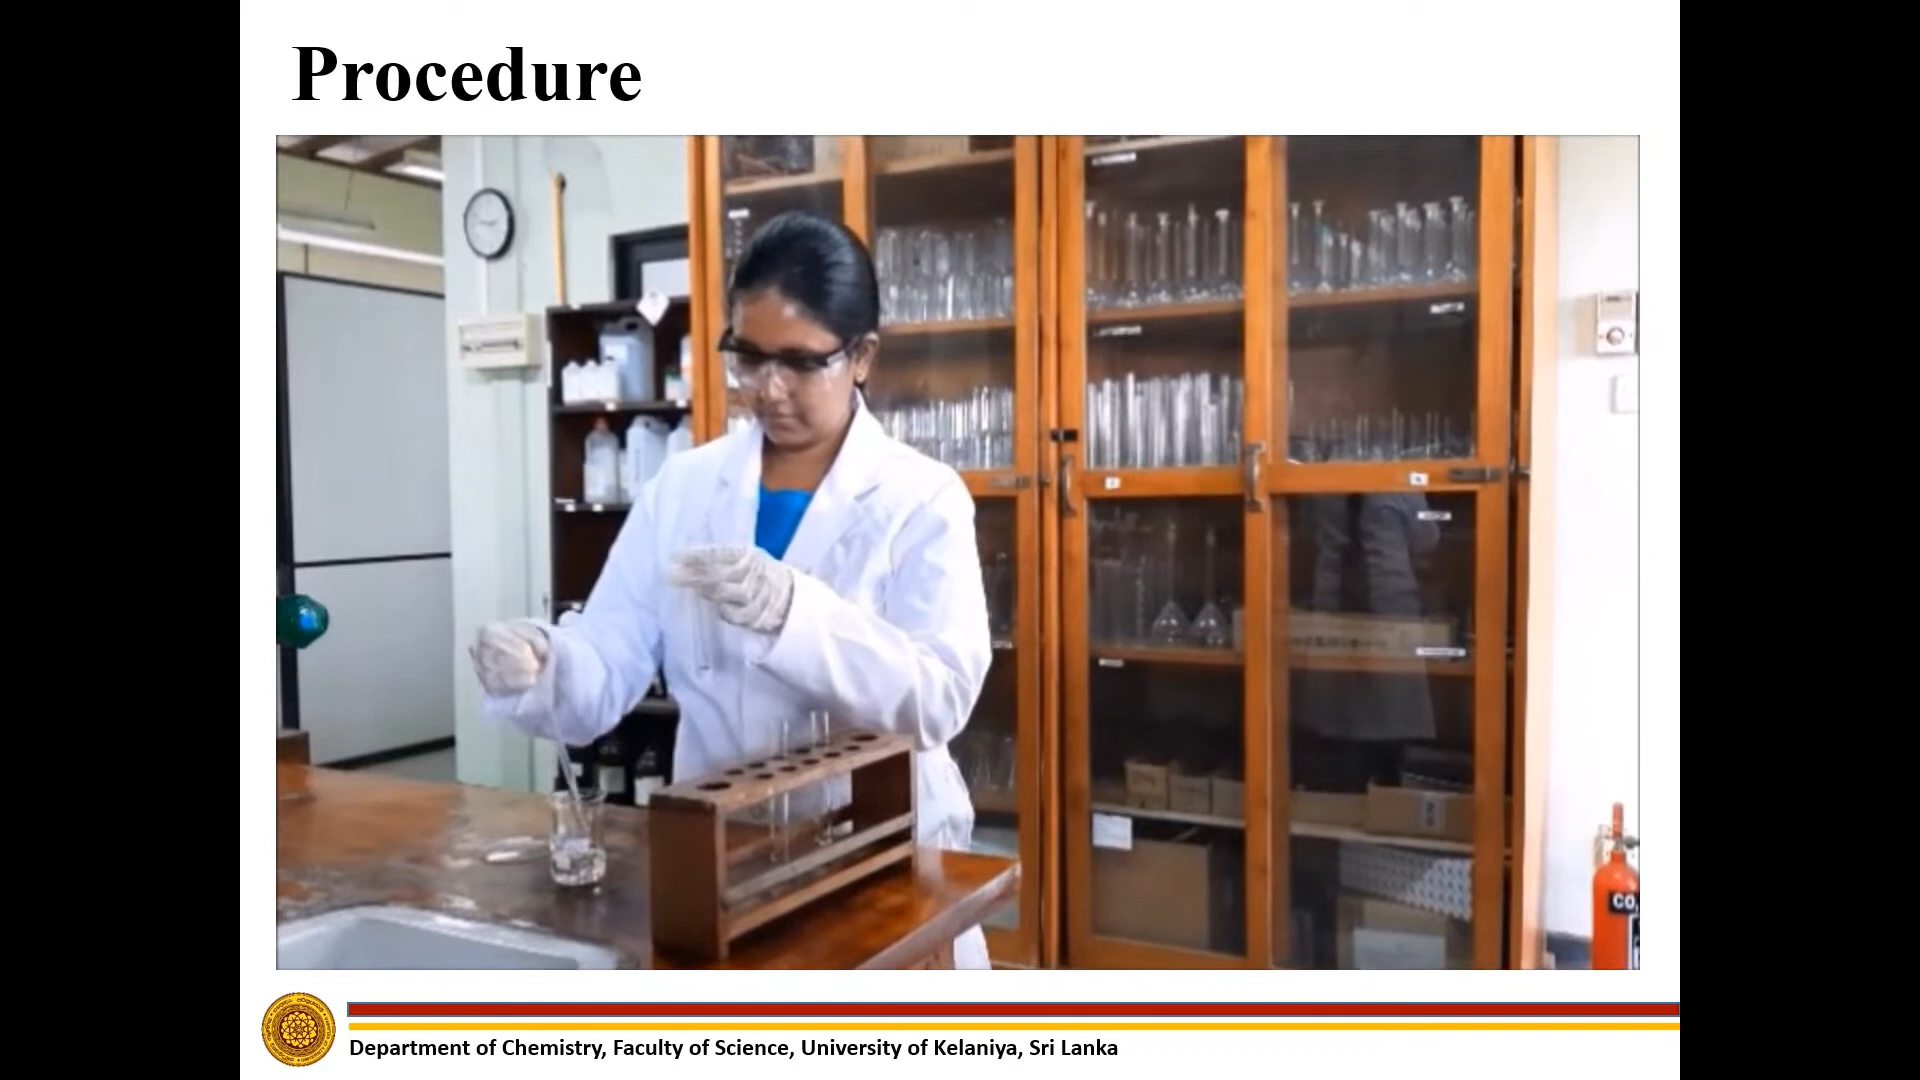 Procedure
CO
Department of Chemistry, Faculty of Science, University of Kelaniya, Sri Lanka